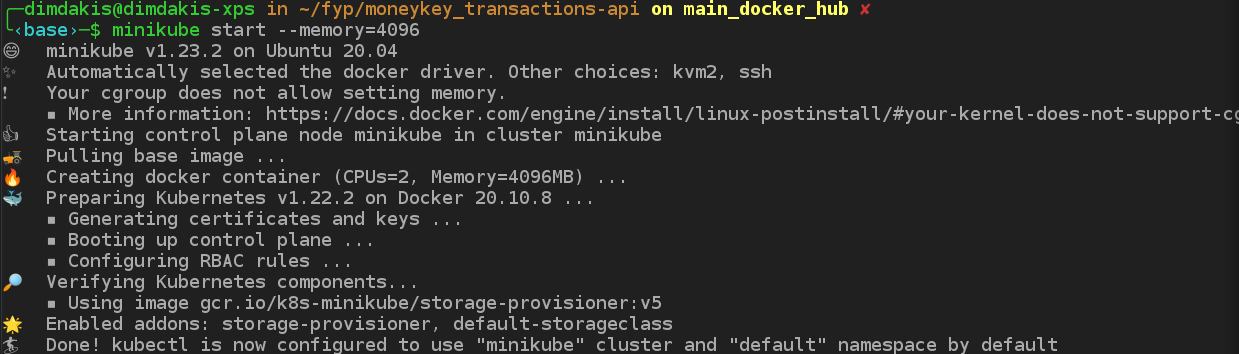 ╭─dimdakis@dimdakis-xps in ~/fyp/moneykey_transactions-api on main_docker_hub ✘
╰‹base›─$ minikube start --memory=4096
😄 minikube v1.23.2 on Ubuntu 20.04
✨ Automatically selected the docker driver. Other choices: kvm2, ssh
❗ Your cgroup does not allow setting memory.
▪ More information: https://docs.docker.com/engine/install/linux-postinstall/#your-kernel-does-not-support-cg
👍 Starting control plane node minikube in cluster minikube
🚜 Pulling base image ...
🔥 Creating docker container (CPUs=2, Memory=4096MB) ...
🐳 Preparing Kubernetes v1.22.2 on Docker 20.10.8 ...
▪ Generating certificates and keys ...
▪ Booting up control plane ...
▪ Configuring RBAC rules ...
🔎 Verifying Kubernetes components...
▪ Using image gcr.io/k8s-minikube/storage-provisioner:v5
🌟 Enabled addons: storage-provisioner, default-storageclass
🏄 Done! kubectl is now configured to use "minikube" cluster and "default" namespace by default